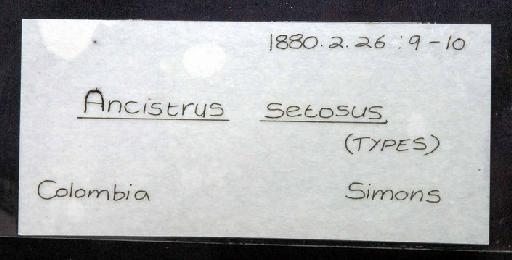 1880.2.26:9-10
Ancistrus setosus
(TYPES)
Colombia Simons